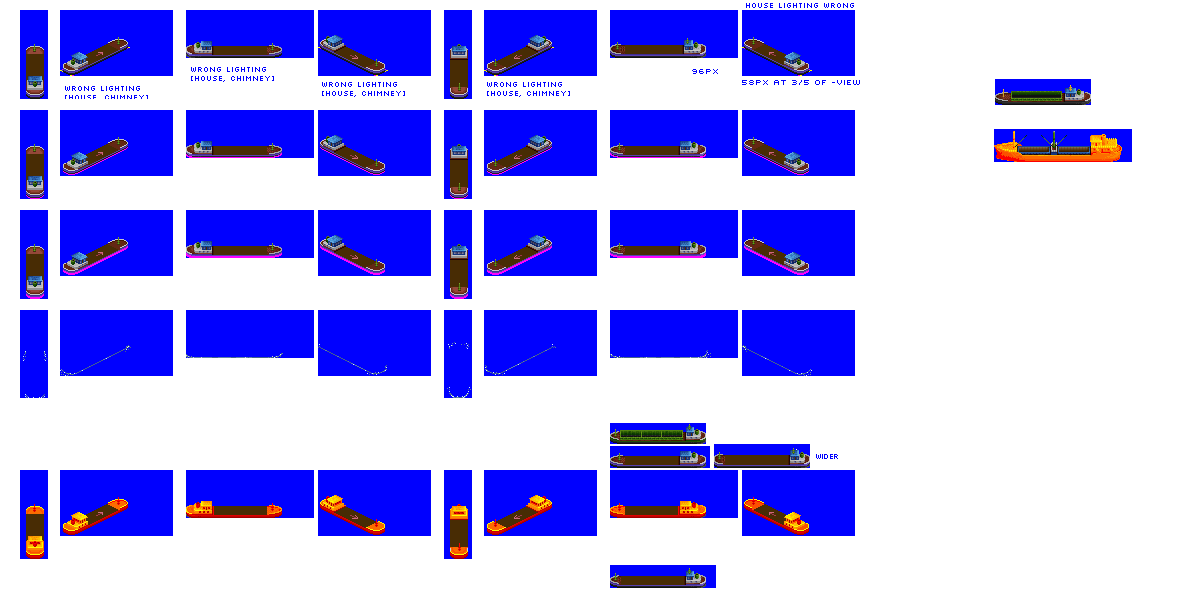 HOUSE LIGHTING WRONG
WRONG LIGHTING
[HOUSE, CHIMNEY]
96PX
WRONG LIGHTING
[HOUSE, CHIMNEY]
WRONG LIGHTING
[HOUSE, CHIMNEY]
58PX AT 3/5 OF -VIEW
WRONG LIGHTING
[HOUSE, CHIMNEY]
WIDER